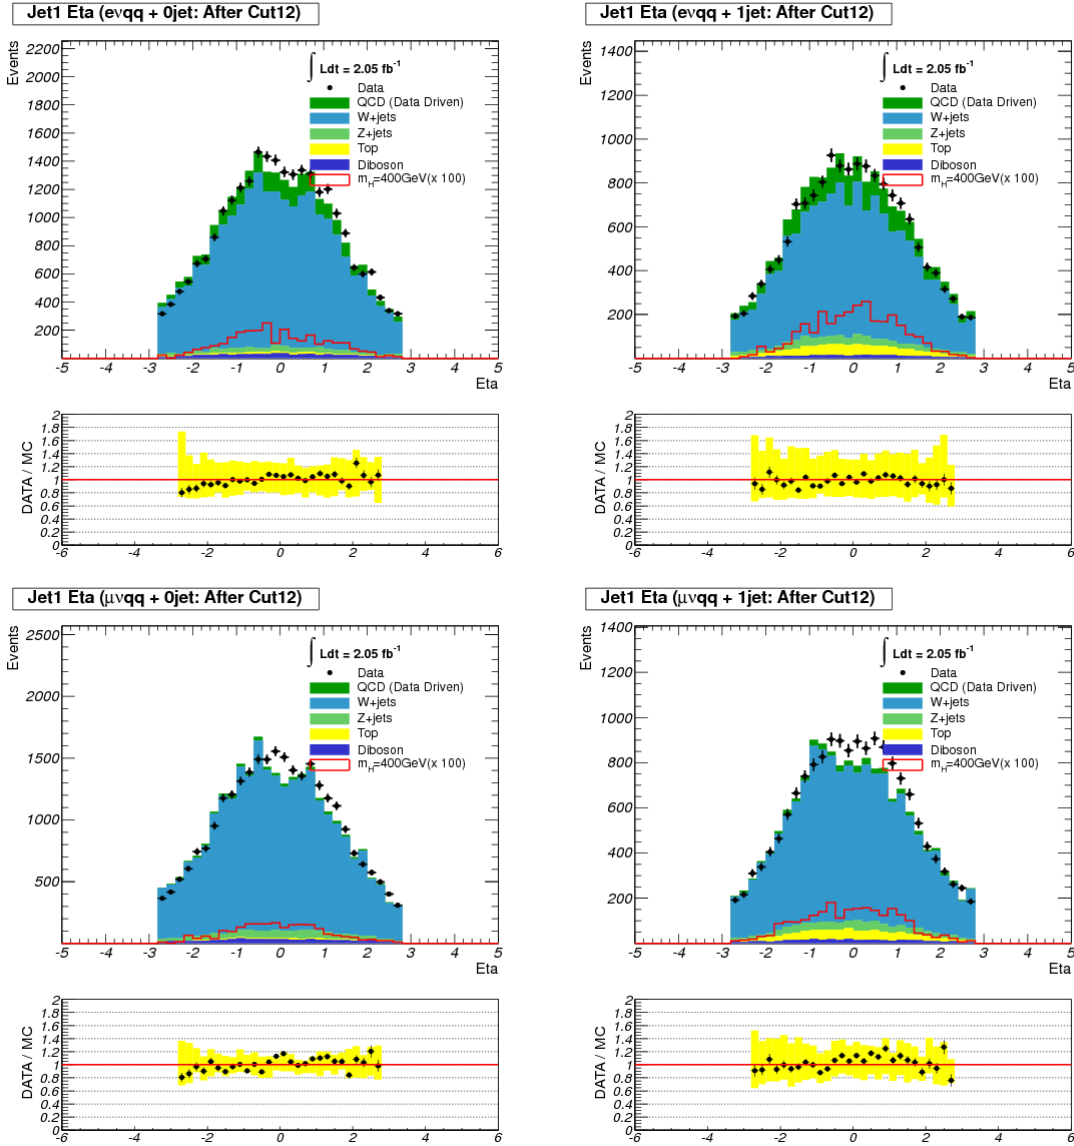 Jet1 Eta (eνqq + 0jet: After Cut12)
Events
2200
2000
1800
1600
1400
1200
1000
800
600
400
200
∫ Ldt = 2.05 fb-1
Data
QCD (Data Driven)
W+jets
Z+jets
Top
Diboson
mH=400GeV(x 100)
-5 -4 -3 -2 -1 0 1 2 3 4 5
Eta
DATA / MC
2
1.8
1.6
1.4
1.2
1
0.8
0.6
0.4
0.2
0
-6 -4 -2 0 2 4 6
Jet1 Eta (eνqq + 1jet: After Cut12)
Events
1400
1200
1000
800
600
400
200
∫ Ldt = 2.05 fb-1
Data
QCD (Data Driven)
W+jets
Z+jets
Top
Diboson
mH=400GeV(x 100)
-5 -4 -3 -2 -1 0 1 2 3 4 5
Eta
DATA / MC
2
1.8
1.6
1.4
1.2
1
0.8
0.6
0.4
0.2
0
-6 -4 -2 0 2 4 6
Jet1 Eta (μνqq + 0jet: After Cut12)
Events
2500
2000
1500
1000
500
∫ Ldt = 2.05 fb-1
Data
QCD (Data Driven)
W+jets
Z+jets
Top
Diboson
mH=400GeV(x 100)
-5 -4 -3 -2 -1 0 1 2 3 4 5
Eta
DATA / MC
2
1.8
1.6
1.4
1.2
1
0.8
0.6
0.4
0.2
0
-6 -4 -2 0 2 4 6
Jet1 Eta (μνqq + 1jet: After Cut12)
Events
1400
1200
1000
800
600
400
200
∫ Ldt = 2.05 fb-1
Data
QCD (Data Driven)
W+jets
Z+jets
Top
Diboson
mH=400GeV(x 100)
-5 -4 -3 -2 -1 0 1 2 3 4 5
Eta
DATA / MC
2
1.8
1.6
1.4
1.2
1
0.8
0.6
0.4
0.2
0
-6 -4 -2 0 2 4 6